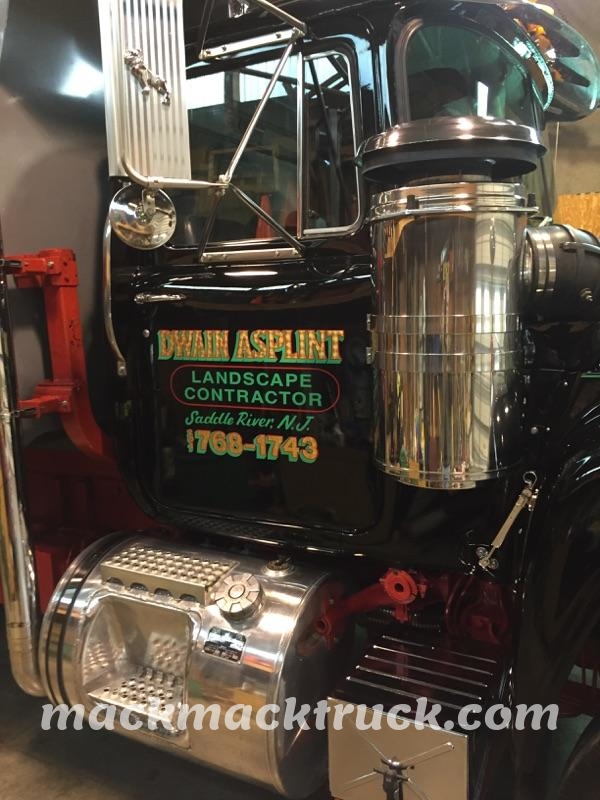 DWAIN ASPLINT
LANDSCAPE
CONTRACTOR
Saddle River, N.J.
768-1743
mackmacktruck.com